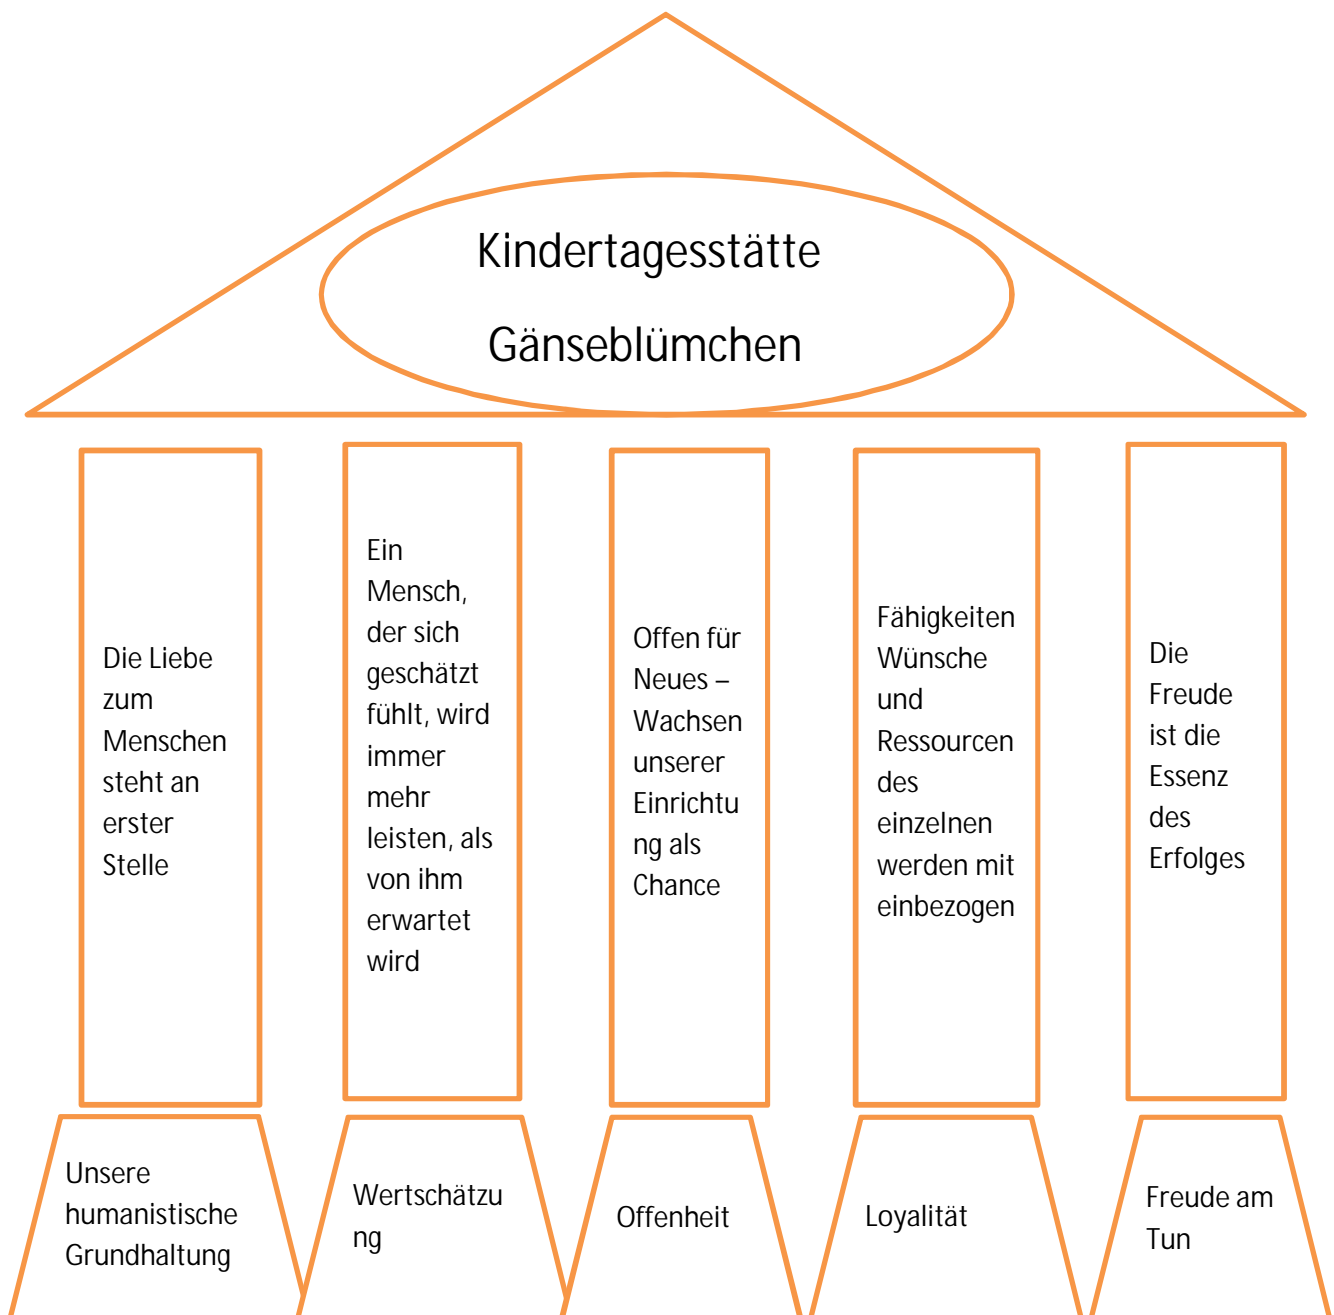 Kindertagesstätte
Gänseblümchen
Die Liebe
zum
Menschen
steht an
erster
Stelle
Ein
Mensch,
der sich
geschätzt
fühlt, wird
immer
mehr
leisten, als
von ihm
erwartet
wird
Offen für
Neues –
Wachsen
unserer
Einrichtu
ng als
Chance
Fähigkeiten
Wünsche
und
Ressourcen
des
einzelnen
werden mit
einbezogen
Die
Freude
ist die
Essenz
des
Erfolges
Unsere
humanistische
Grundhaltung
Wertschätzu
ng
Offenheit
Loyalität
Freude am
Tun